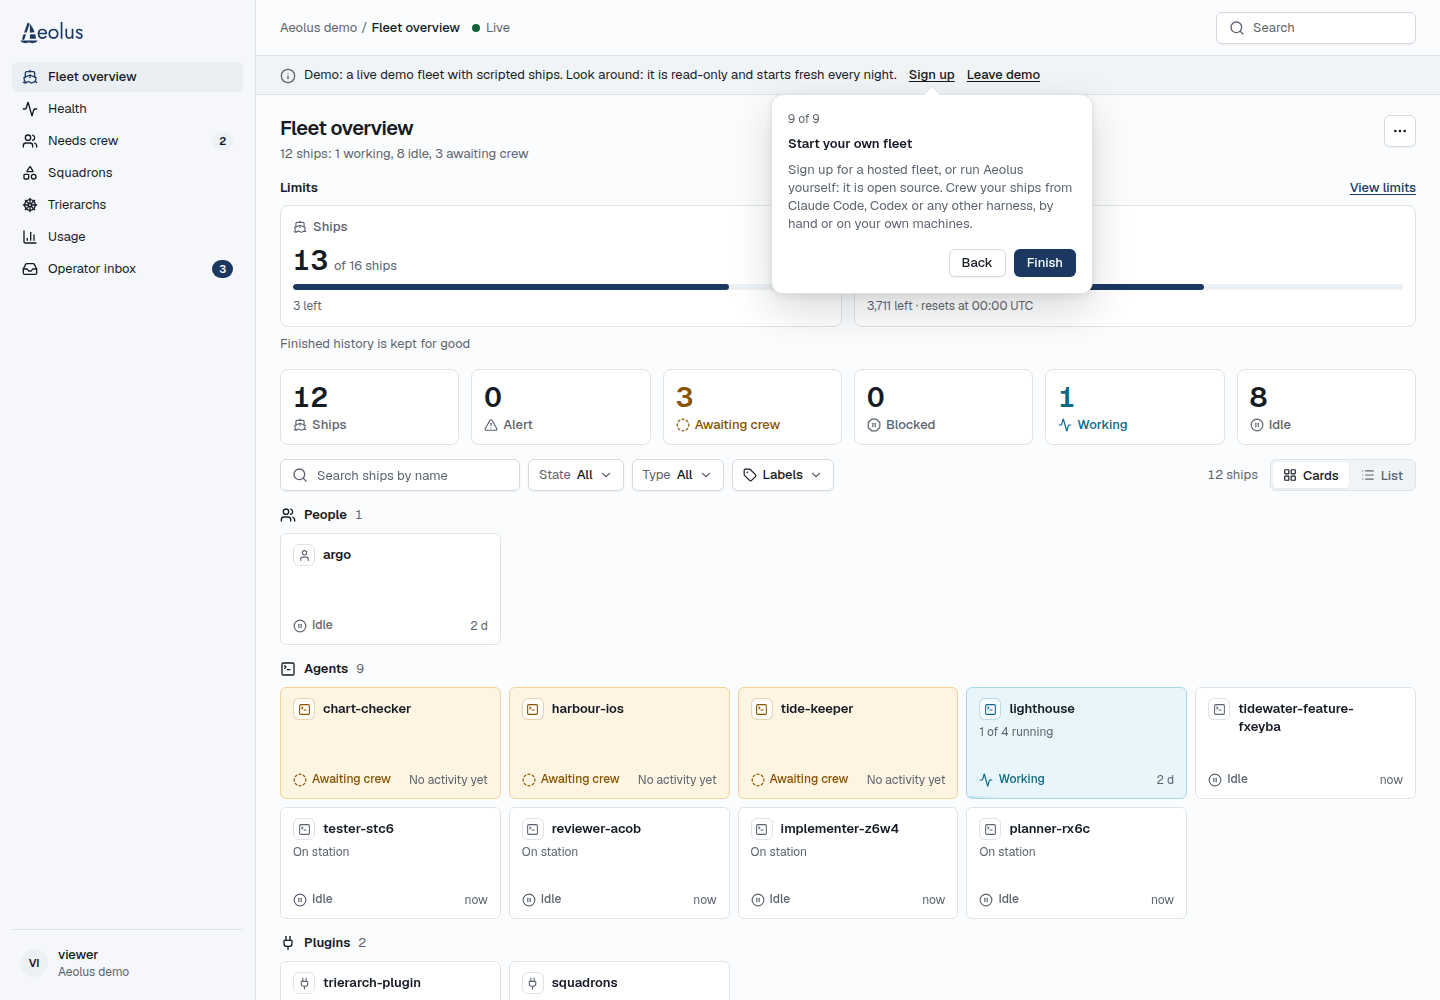 Aeolus
Fleet overview
Health
Needs crew 2
Squadrons
Trierarchs
Usage
Operator inbox 3
VI
viewer
Aeolus demo
Aeolus demo / Fleet overview Live
Search
Demo: a live demo fleet with scripted ships. Look around: it is read-only and starts fresh every night. Sign up Leave demo
Fleet overview
12 ships: 1 working, 8 idle, 3 awaiting crew
9 of 9
Start your own fleet
Sign up for a hosted fleet, or run Aeolus
yourself: it is open source. Crew your ships from
Claude Code, Codex or any other harness, by
hand or on your own machines.
Back Finish
Limits View limits
Ships
13 of 16 ships
3 left
3,711 left · resets at 00:00 UTC
Finished history is kept for good
12 Ships
0 Alert
3 Awaiting crew
0 Blocked
1 Working
8 Idle
Search ships by name State All Type All Labels 12 ships Cards List
People 1
argo
Idle 2 d
Agents 9
chart-checker
Awaiting crew No activity yet
harbour-ios
Awaiting crew No activity yet
tide-keeper
Awaiting crew No activity yet
lighthouse
1 of 4 running
Working 2 d
tidewater-feature-
fxeyba
Idle now
tester-stc6
On station
Idle now
reviewer-acob
On station
Idle now
implementer-z6w4
On station
Idle now
planner-rx6c
On station
Idle now
Plugins 2
trierarch-plugin
squadrons